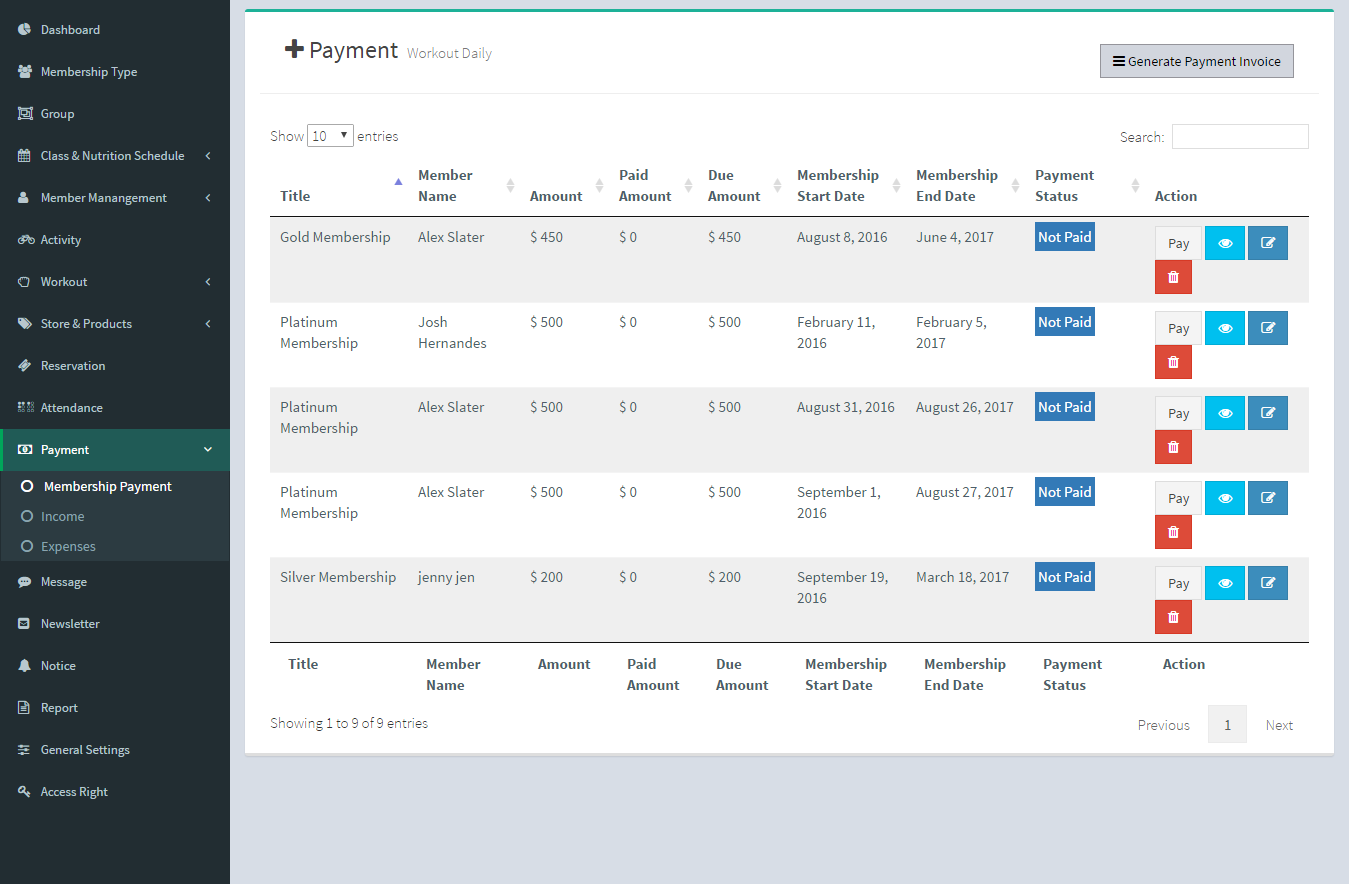 Dashboard
Membership Type
Group
Class & Nutrition Schedule
Member Manangement
Activity
Workout
Store & Products
Reservation
Attendance
Payment
Membership Payment
Income
Expenses
Message
Newsletter
Notice
Report
General Settings
Access Right
Payment Workout Daily
Generate Payment Invoice
Show 10 entries
Search:
Title Member Name Amount Paid Amount Due Amount Membership Start Date Membership End Date Payment Status Action
Gold Membership Alex Slater $ 450 $ 0 $ 450 August 8, 2016 June 4, 2017 Not Paid Pay
Platinum Membership Josh Hernandes $ 500 $ 0 $ 500 February 11, 2016 February 5, 2017 Not Paid Pay
Platinum Membership Alex Slater $ 500 $ 0 $ 500 August 31, 2016 August 26, 2017 Not Paid Pay
Platinum Membership Alex Slater $ 500 $ 0 $ 500 September 1, 2016 August 27, 2017 Not Paid Pay
Silver Membership jenny jen $ 200 $ 0 $ 200 September 19, 2016 March 18, 2017 Not Paid Pay
Title Member Name Amount Paid Amount Due Amount Membership Start Date Membership End Date Payment Status Action
Showing 1 to 9 of 9 entries
Previous 1 Next